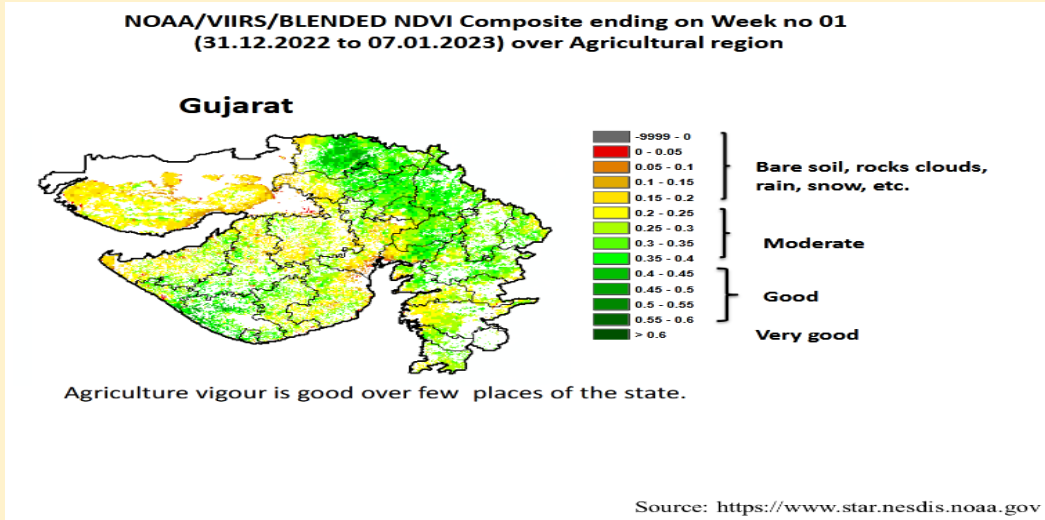 NOAA/VIIRS/BLENDED NDVI Composite ending on Week no 01
(31.12.2022 to 07.01.2023) over Agricultural region
Gujarat
-9999 - 0
0 - 0.05
0.05 - 0.1
0.1 - 0.15
0.15 - 0.2
0.2 - 0.25
0.25 - 0.3
0.3 - 0.35
0.35 - 0.4
0.4 - 0.45
0.45 - 0.5
0.5 - 0.55
0.55 - 0.6
> 0.6
Bare soil, rocks clouds,
rain, snow, etc.
Moderate
Good
Very good
Agriculture vigour is good over few places of the state.
Source: https://www.star.nesdis.noaa.gov